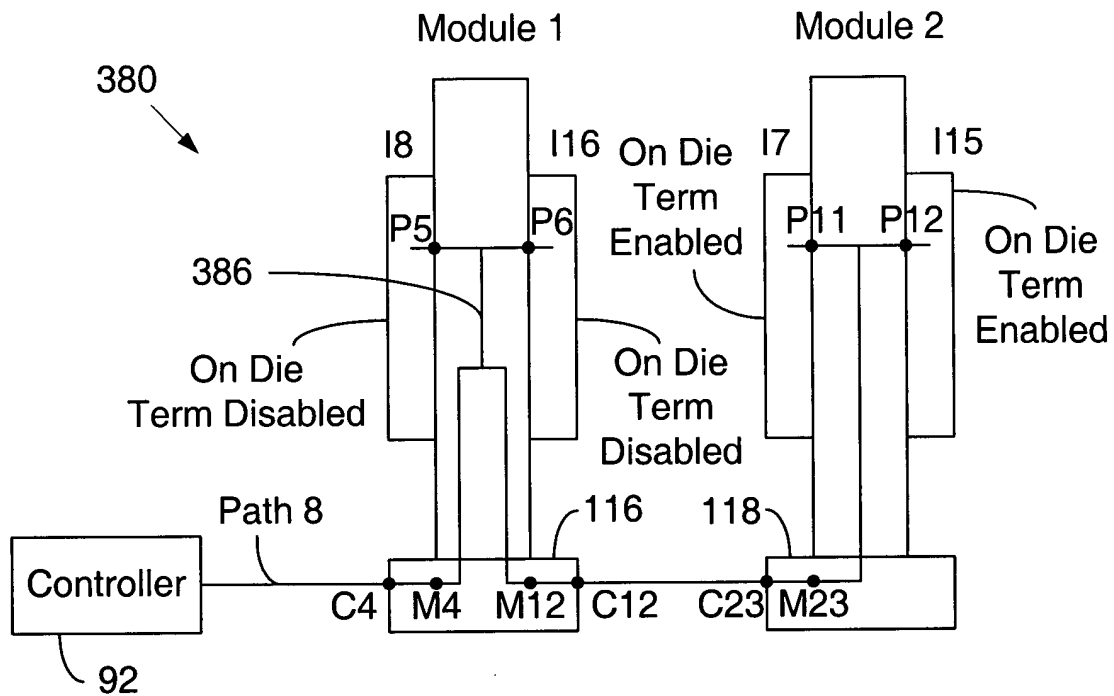 Module 1
Module 2
380
I8
I16
On Die
Term
Enabled
I7
I15
P5
P6
P11
P12
On Die
Term
Enabled
386
On Die
Term Disabled
On Die
Term
Disabled
Path 8
116
118
Controller
C4
M4
M12
C12
C23
M23
92